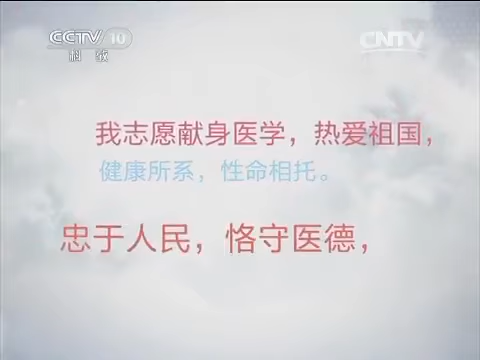 CCTV 10
科教
CNTV
我志愿献身医学，热爱祖国，
健康所系，性命相托。
忠于人民，恪守医德，